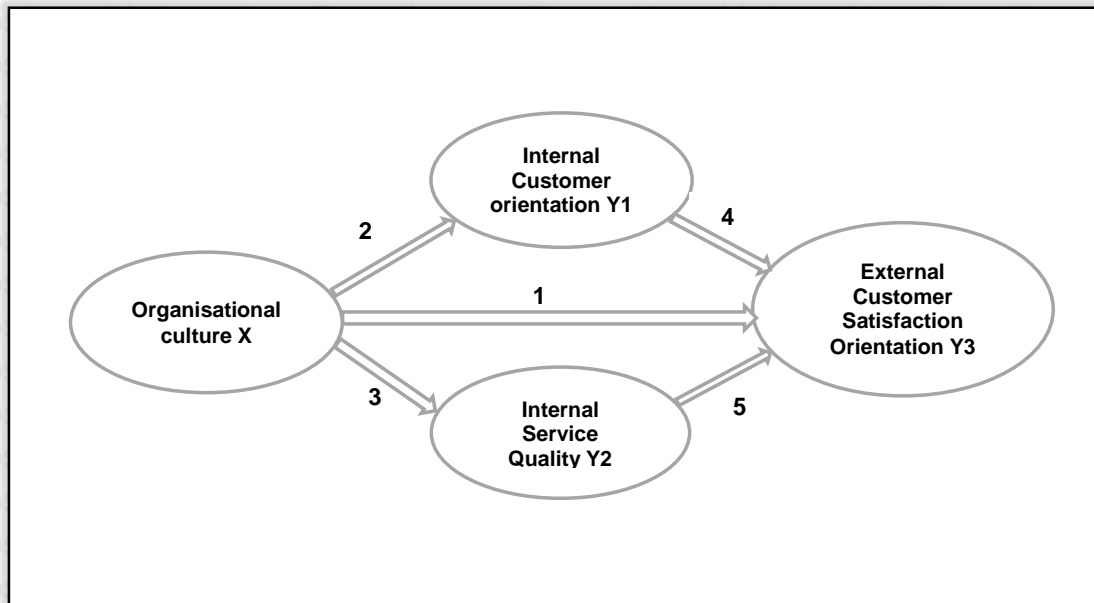 Internal
Customer
orientation Y1
2
4
Organisational
culture X
1
External
Customer
Satisfaction
Orientation Y3
3
Internal
Service
Quality Y2
5